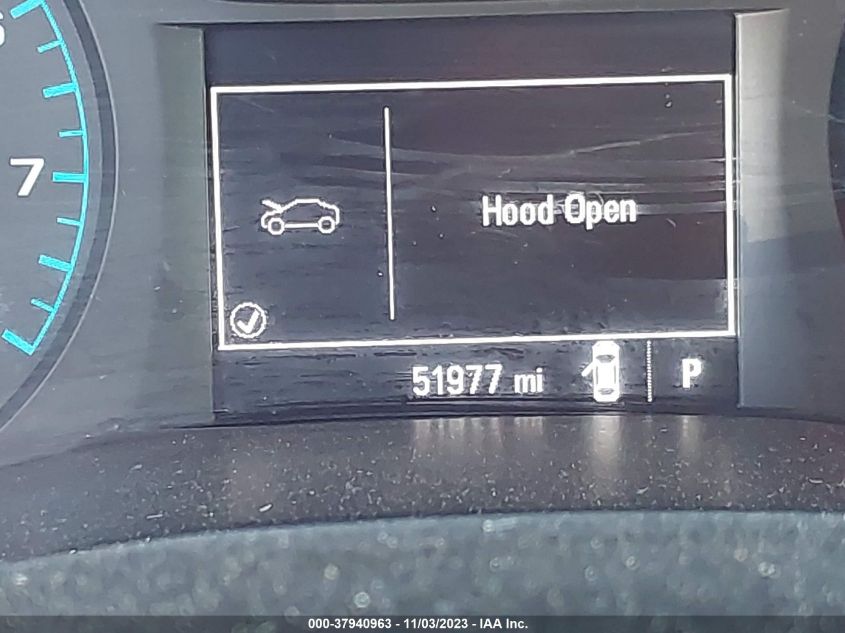 7
Hood Open
51977 mi
P
000-37940963 - 11/03/2023 - IAA Inc.